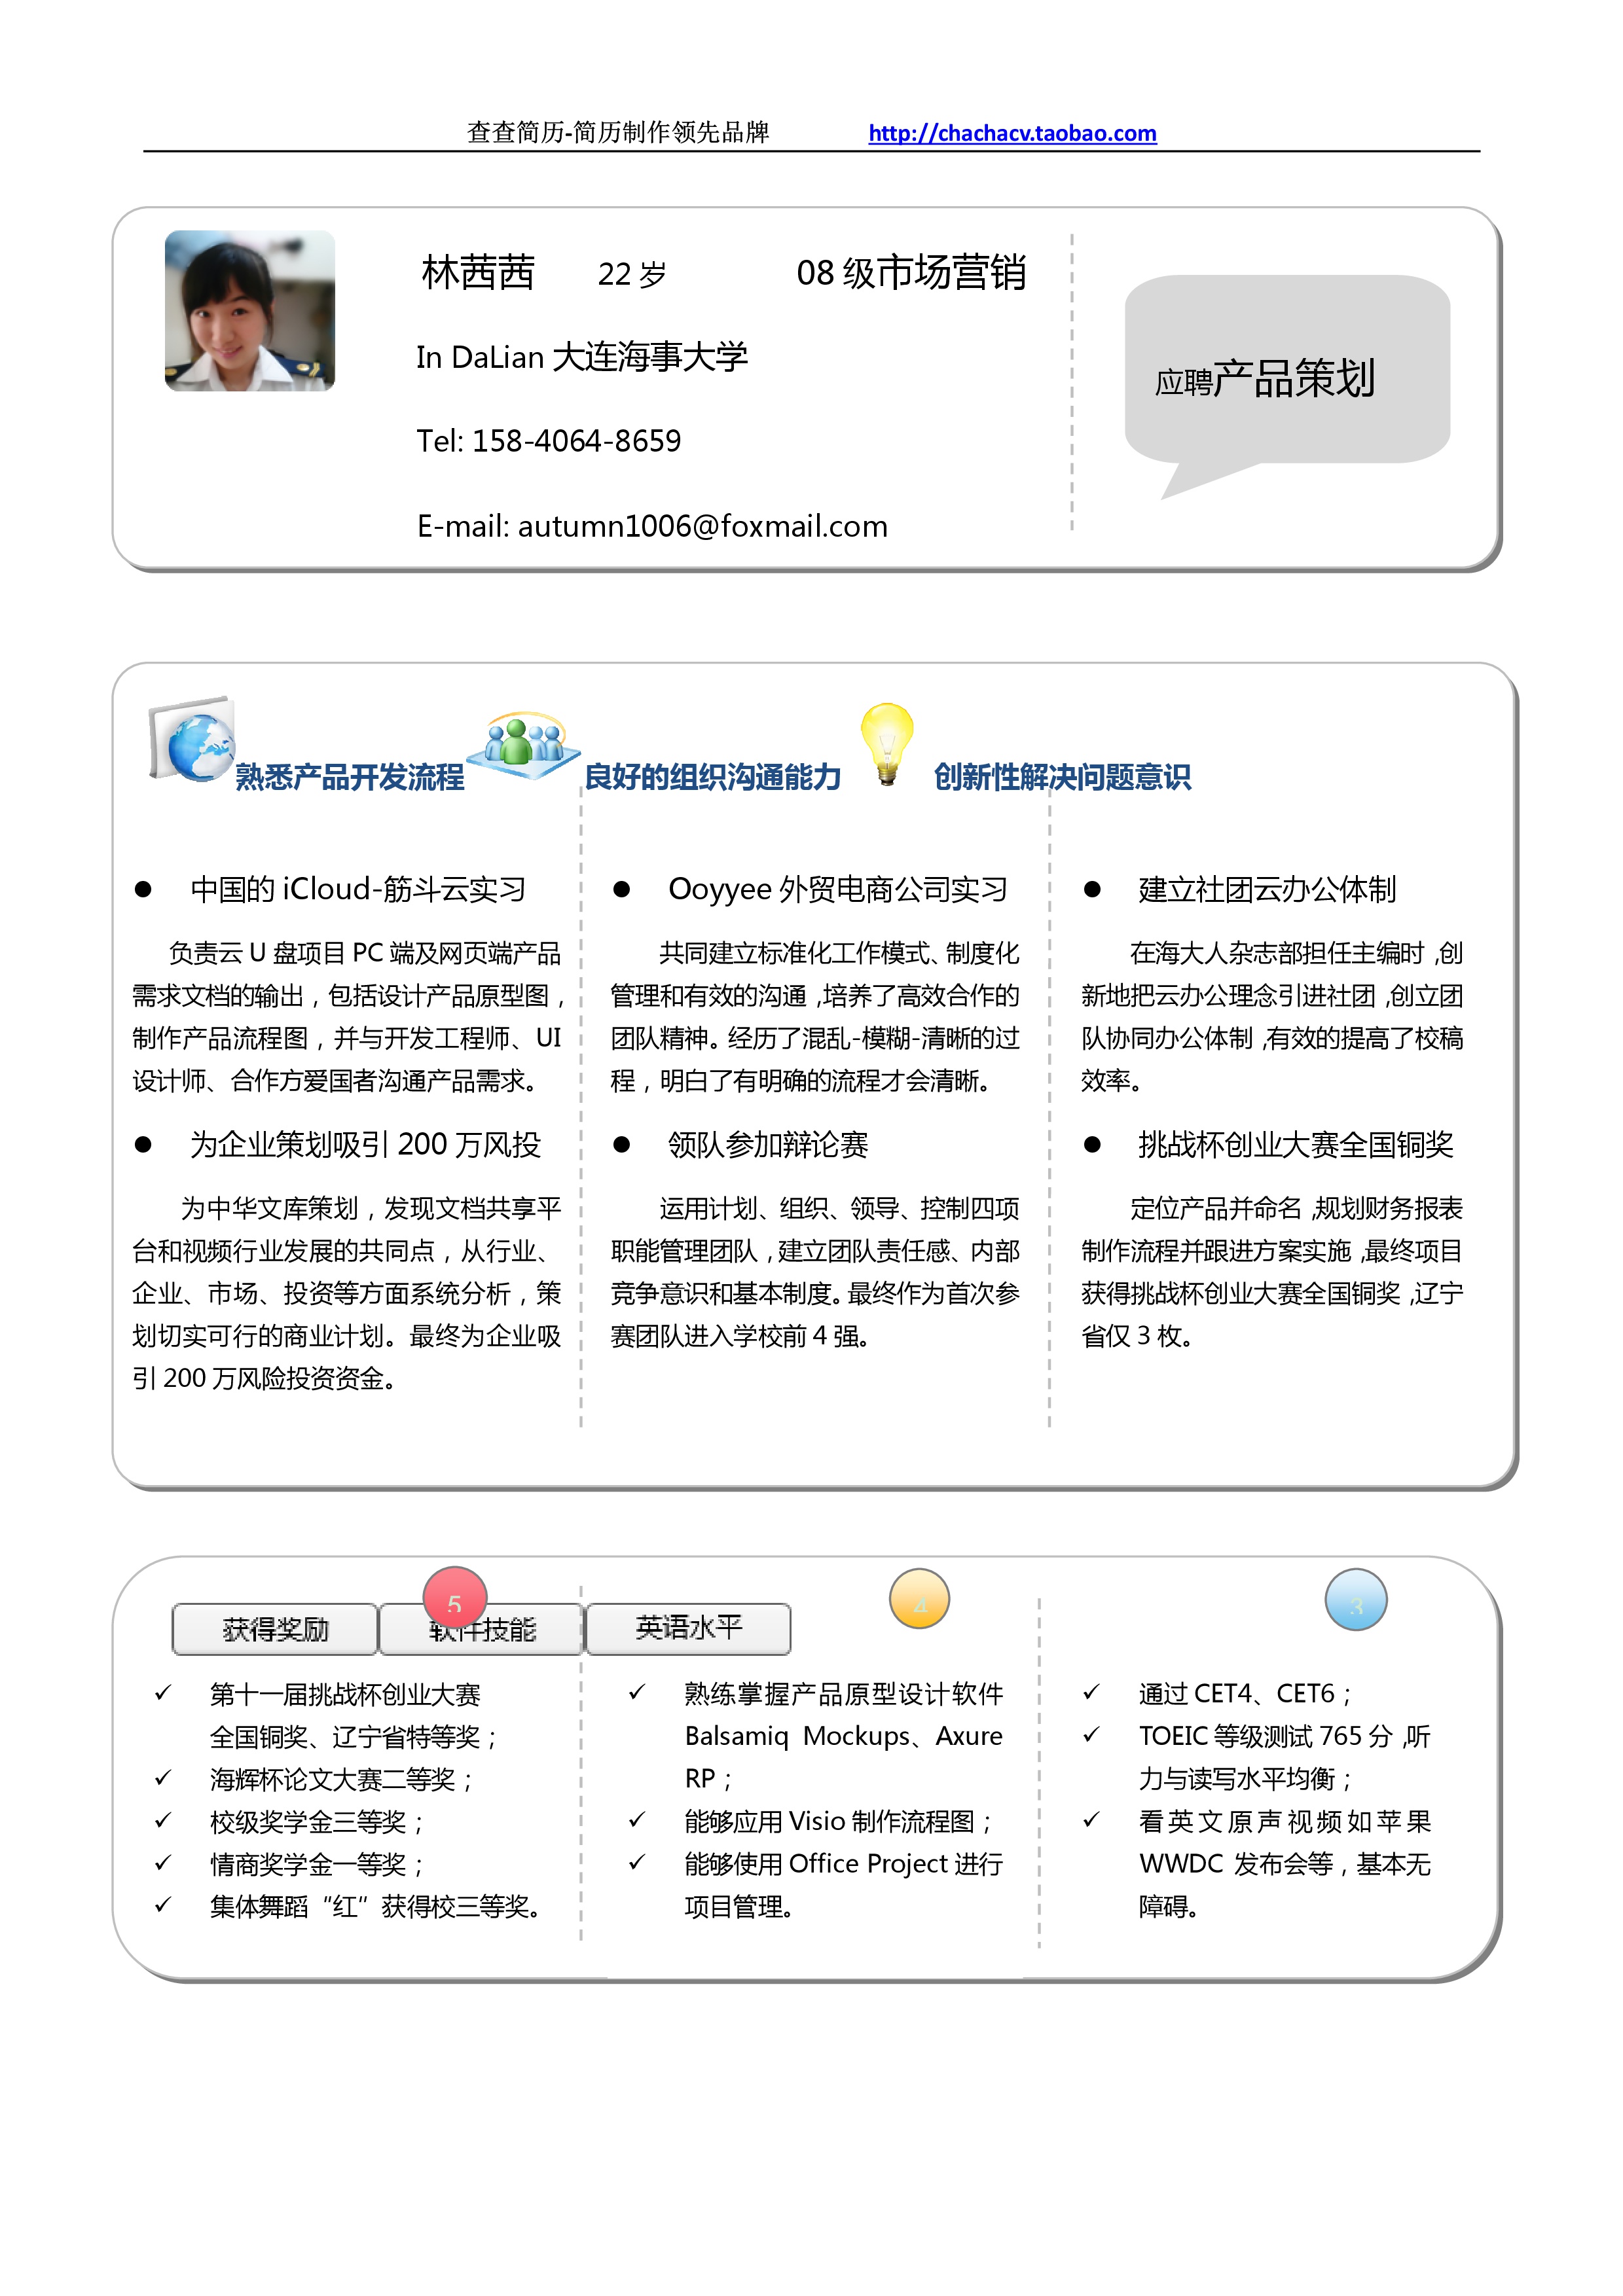 查查简历-简历制作领先品牌 http://chachacv.taobao.com
林茜茜 22 岁 08 级市场营销
In DaLian 大连海事大学
Tel: 158-4064-8659
E-mail: autumn1006@foxmail.com
应聘产品策划
熟悉产品开发流程
良好的组织沟通能力
创新性解决问题意识
● 中国的 iCloud-筋斗云实习
负责云 U 盘项目 PC 端及网页端产品
需求文档的输出，包括设计产品原型图，
制作产品流程图，并与开发工程师、UI
设计师、合作方爱国者沟通产品需求。
● 为企业策划吸引 200 万风投
为中华文库策划，发现文档共享平
台和视频行业发展的共同点，从行业、
企业、市场、投资等方面系统分析，策
划切实可行的商业计划。最终为企业吸
引 200 万风险投资资金。
● Ooyyee 外贸电商公司实习
共同建立标准化工作模式、制度化
管理和有效的沟通，培养了高效合作的
团队精神。经历了混乱-模糊-清晰的过
程，明白了有明确的流程才会清晰。
● 领队参加辩论赛
运用计划、组织、领导、控制四项
职能管理团队，建立团队责任感、内部
竞争意识和基本制度。最终作为首次参
赛团队进入学校前 4 强。
● 建立社团云办公体制
在海大人杂志部担任主编时，创
新地把云办公理念引进社团，创立团
队协同办公体制，有效的提高了校稿
效率。
● 挑战杯创业大赛全国铜奖
定位产品并命名，规划财务报表
制作流程并跟进方案实施，最终项目
获得挑战杯创业大赛全国铜奖，辽宁
省仅 3 枚。
5
4
3
获得奖励
软件技能
英语水平
✓ 第十一届挑战杯创业大赛
全国铜奖、辽宁省特等奖；
✓ 海辉杯论文大赛二等奖；
✓ 校级奖学金三等奖；
✓ 情商奖学金一等奖；
✓ 集体舞蹈“红”获得校三等奖。
✓ 熟练掌握产品原型设计软件
Balsamiq Mockups、Axure
RP；
✓ 能够应用 Visio 制作流程图；
✓ 能够使用 Office Project 进行
项目管理。
✓ 通过 CET4、CET6；
✓ TOEIC 等级测试 765 分，听
力与读写水平均衡；
✓ 看英文原声视频如苹果
WWDC 发布会等，基本无
障碍。